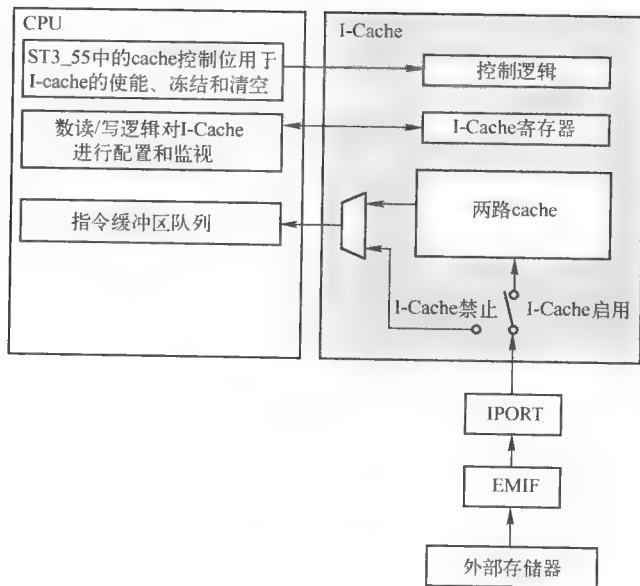 CPU
ST3_55中的cache控制位用于
I-cache的使能、冻结和清空
数读/写逻辑对I-Cache
进行配置和监视
指令缓冲区队列
I-Cache
控制逻辑
I-Cache寄存器
两路cache
I-Cache禁止
I-Cache启用
IPORT
EMIF
外部存储器